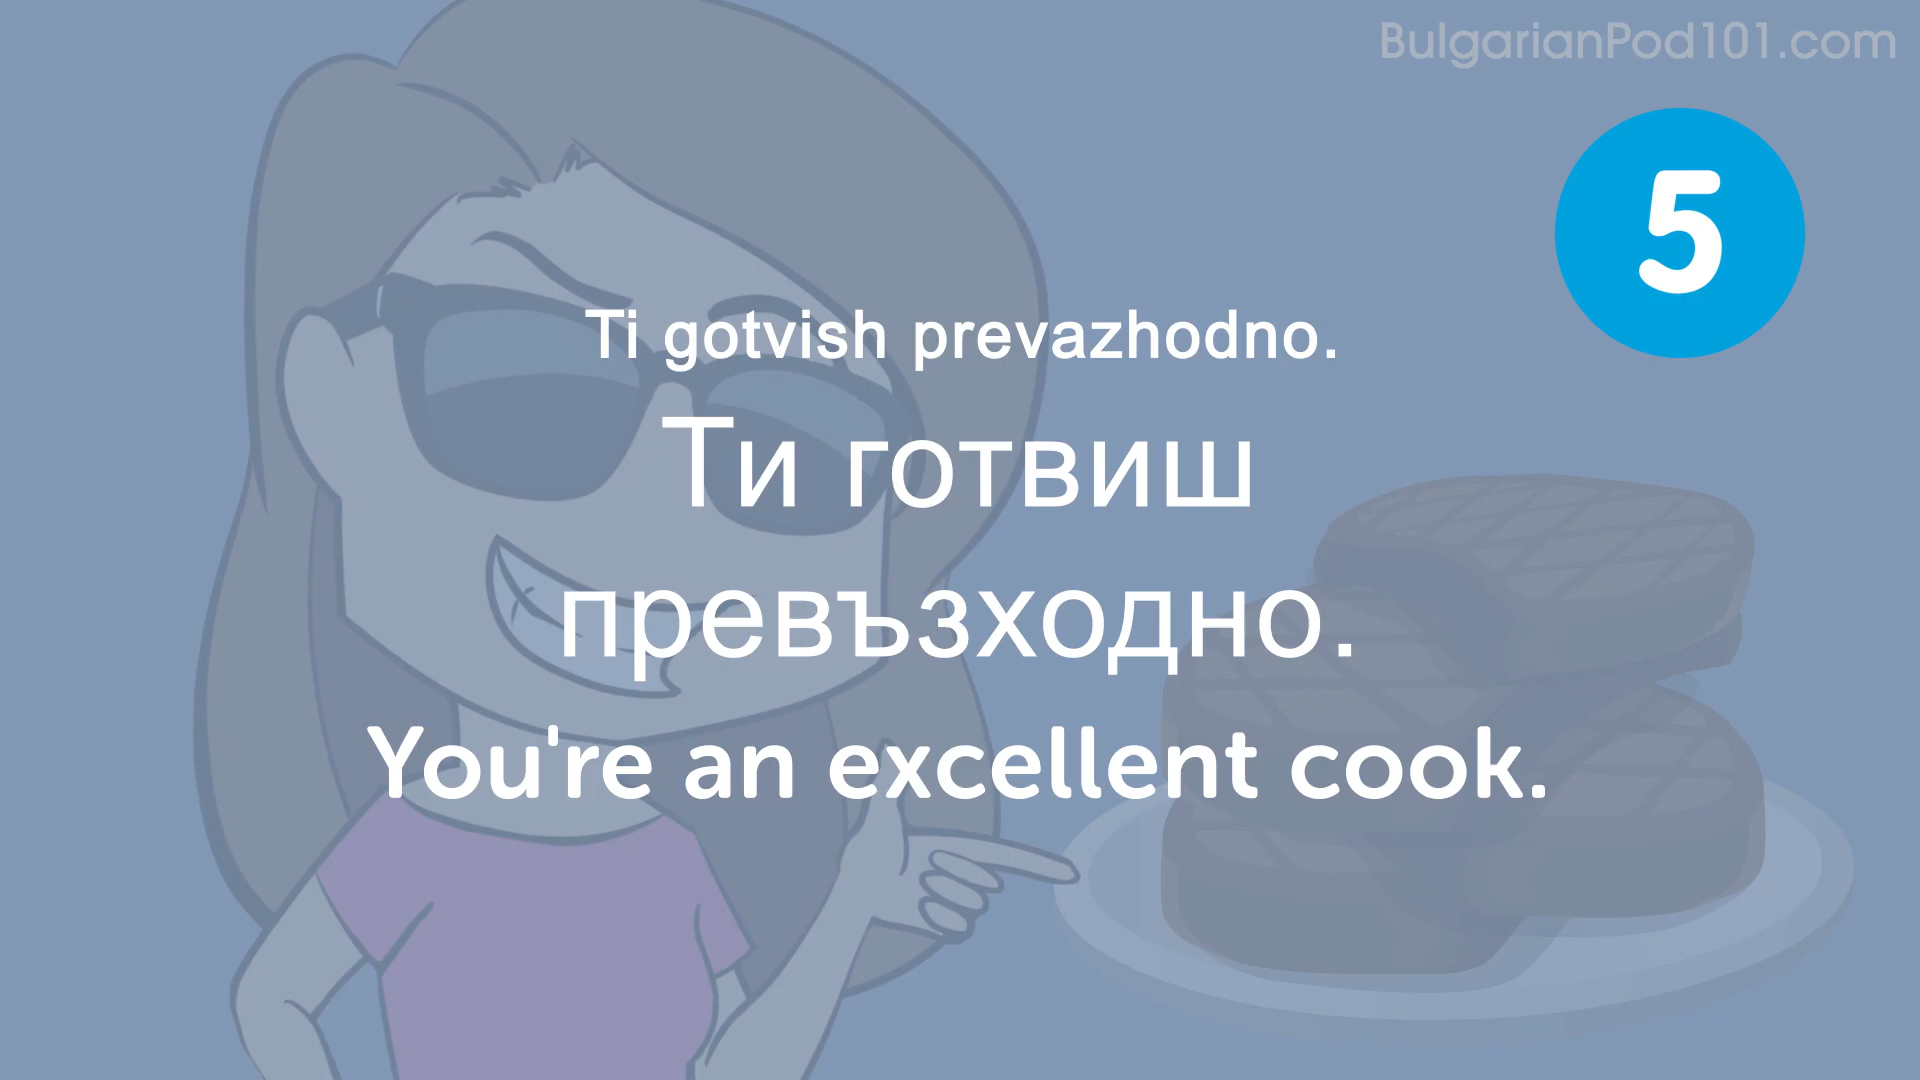 BulgarianPod101.com
5
Ti gotvish prevazhodno.
Ти готвиш
превъзходно.
You're an excellent cook.